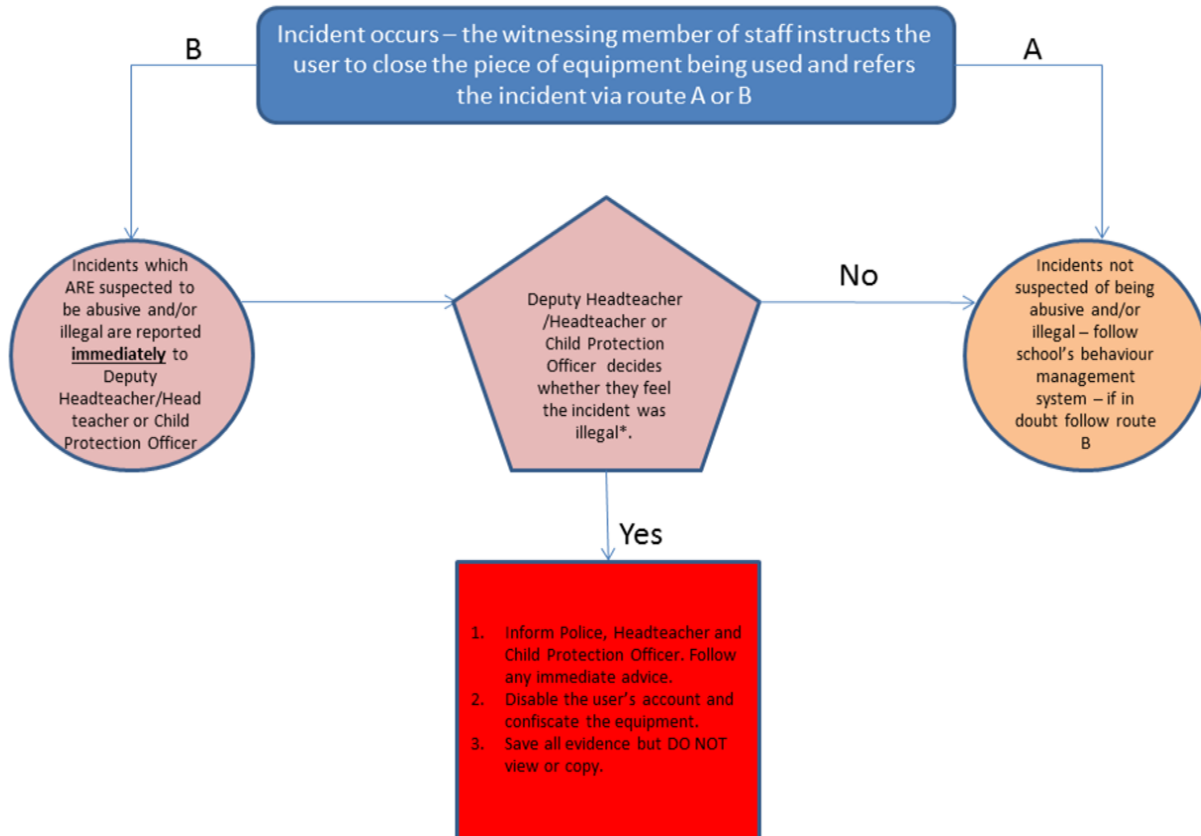 B
Incident occurs – the witnessing member of staff instructs the
user to close the piece of equipment being used and refers
the incident via route A or B
A
Incidents which
ARE suspected to
be abusive and/or
illegal are reported
immediately to
Deputy
Headteacher/Head
teacher or Child
Protection Officer
Deputy Headteacher
/Headteacher or
Child Protection
Officer decides
whether they feel
the incident was
illegal*.
No
Incidents not
suspected of being
abusive and/or
illegal – follow
school's behaviour
management
system – if in
doubt follow route
B
Yes
1. Inform Police, Headteacher and
Child Protection Officer. Follow
any immediate advice.
2. Disable the user's account and
confiscate the equipment.
3. Save all evidence but DO NOT
view or copy.